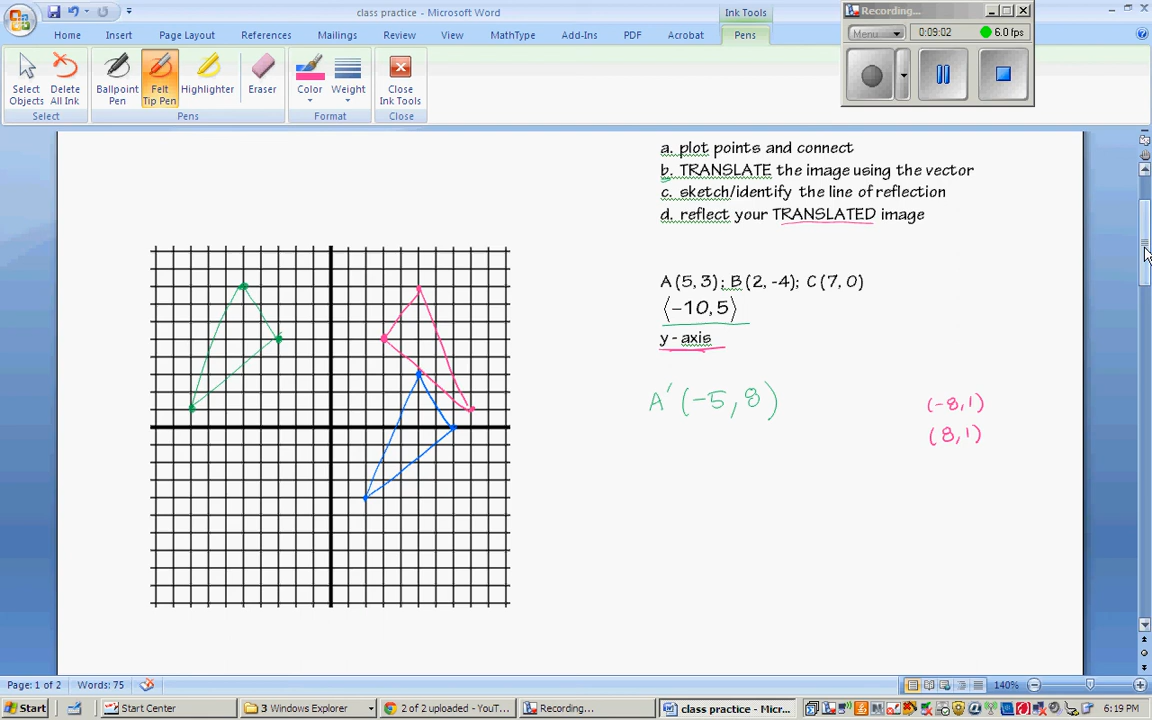 class practice - Microsoft Word
Ink Tools
Recording...
Home Insert Page Layout References Mailings Review View MathType Add-Ins PDF Acrobat Pens
Menu 0:09:02 6.0 fps
Select Objects
Delete All Ink
Ballpoint Pen
Felt Tip Pen
Highlighter
Eraser
Color
Weight
Close Ink Tools
Select Pens Format Close
a. plot points and connect
b. TRANSLATE the image using the vector
c. sketch/identify the line of reflection
d. reflect your TRANSLATED image
A (5, 3); B (2, -4); C (7, 0)
⟨−10, 5⟩
y - axis
A′ (−5, 8)
(−8, 1)
(8, 1)
Page: 1 of 2 Words: 75 140%
Start Start Center 3 Windows Explorer 2 of 2 uploaded - YouT... Recording... class practice - Micr... 6:19 PM